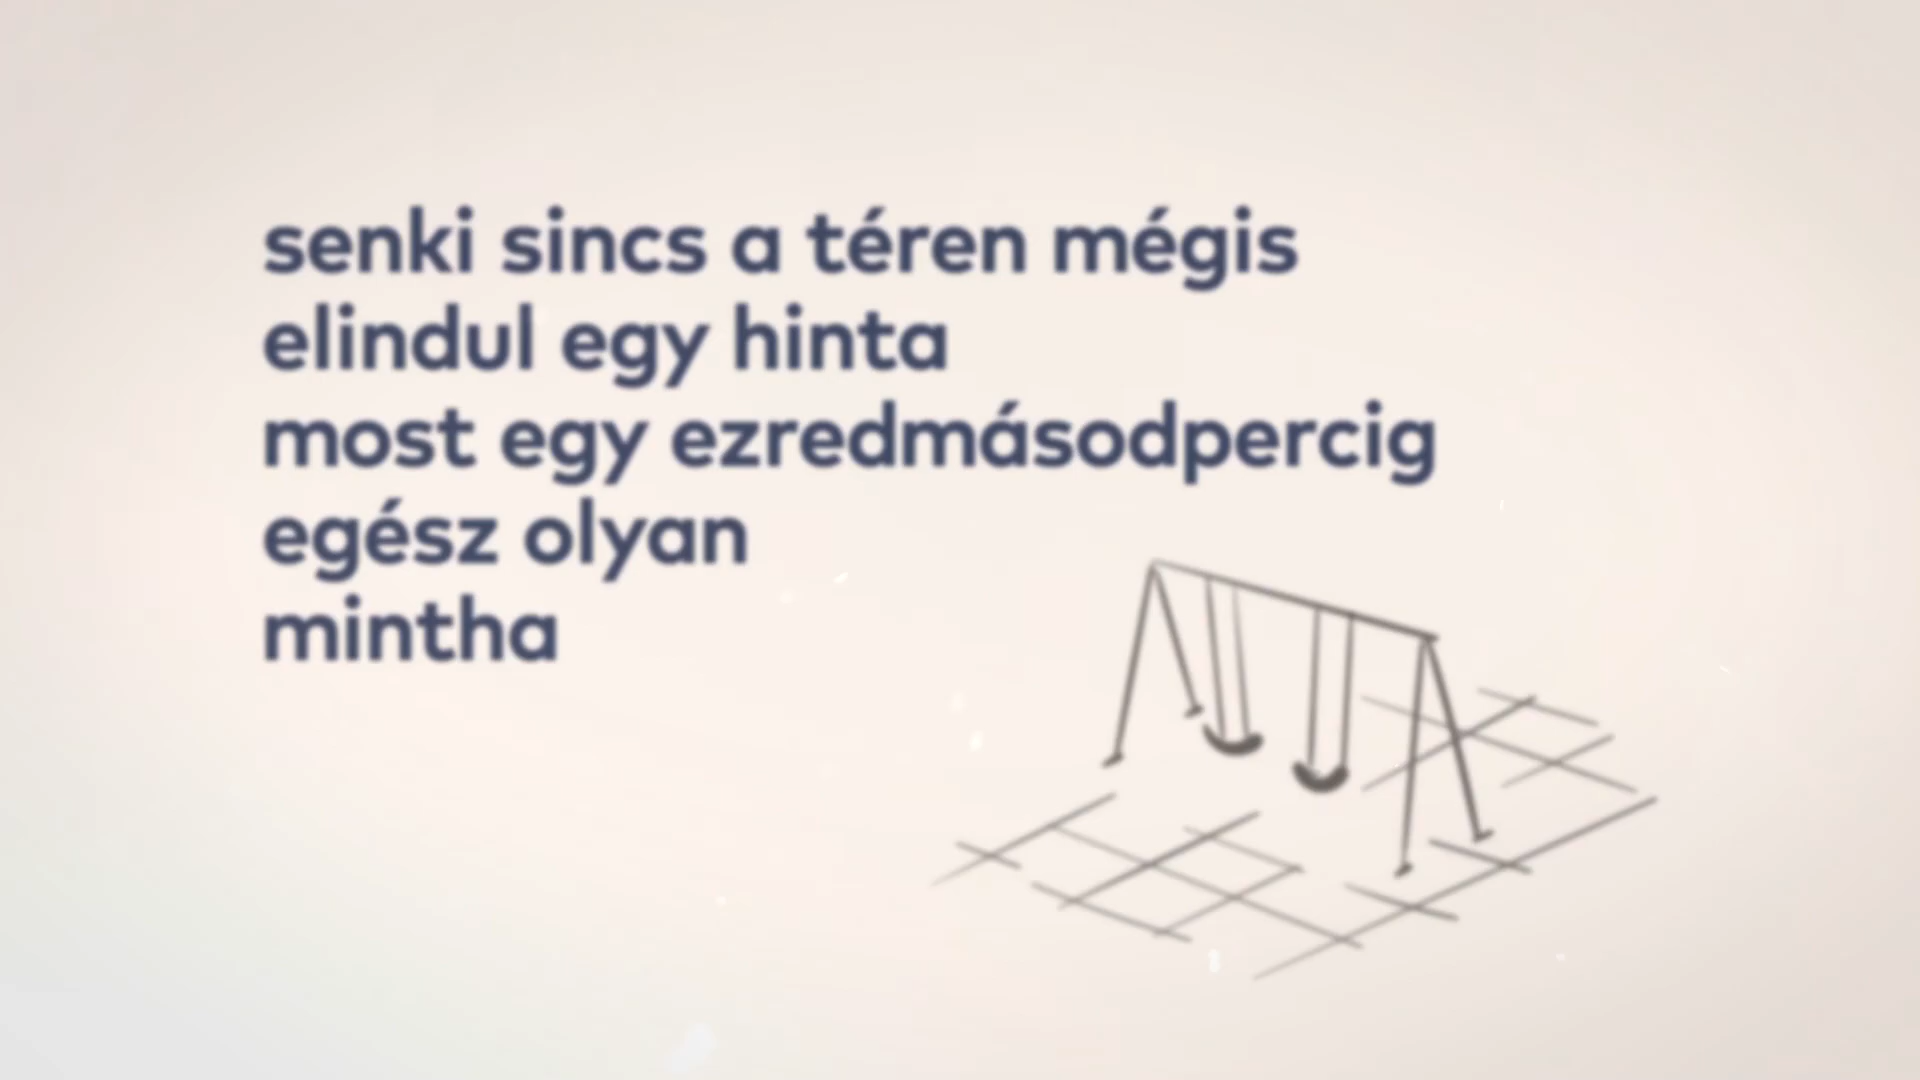 senki sincs a téren mégis
elindul egy hinta
most egy ezredmásodpercig
egész olyan
mintha